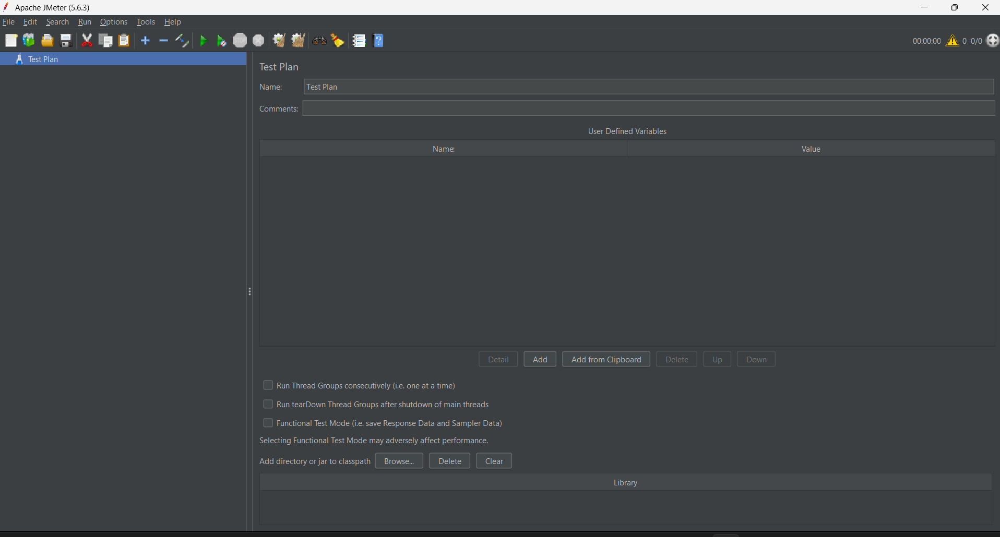 Apache JMeter (5.6.3)
File Edit Search Run Options Tools Help
STOP ? 00:00:00 0 0/0
Test Plan
Test Plan
Name: Test Plan
Comments:
User Defined Variables
Name: Value
Detail Add Add from Clipboard Delete Up Down
Run Thread Groups consecutively (i.e. one at a time)
Run tearDown Thread Groups after shutdown of main threads
Functional Test Mode (i.e. save Response Data and Sampler Data)
Selecting Functional Test Mode may adversely affect performance.
Add directory or jar to classpath Browse... Delete Clear
Library